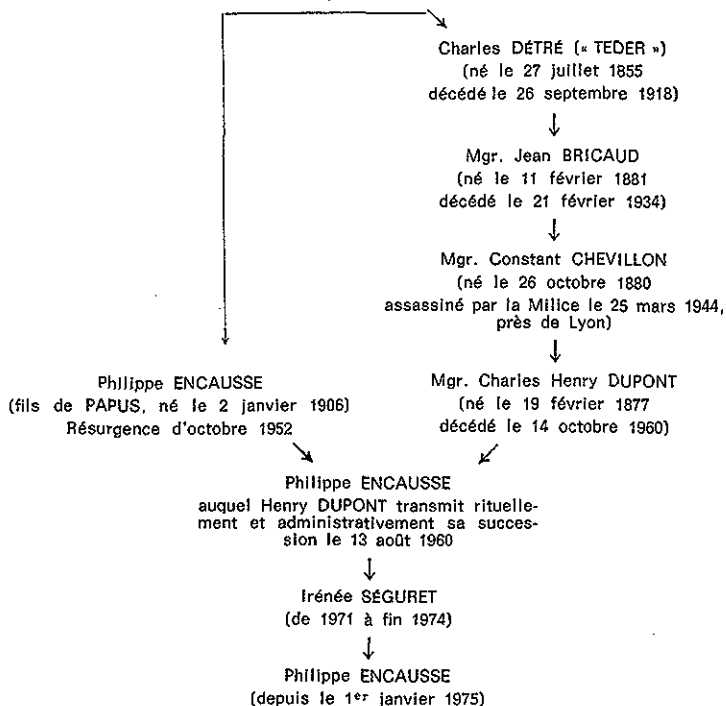 Charles DÉTRÉ (« TEDER »)
(né le 27 juillet 1855
décédé le 26 septembre 1918)
Mgr. Jean BRICAUD
(né le 11 février 1881
décédé le 21 février 1934)
Mgr. Constant CHEVILLON
(né le 26 octobre 1880
assassiné par la Milice le 25 mars 1944,
près de Lyon)
Philippe ENCAUSSE
(fils de PAPUS, né le 2 janvier 1906)
Résurgence d'octobre 1952
Mgr. Charles Henry DUPONT
(né le 19 février 1877
décédé le 14 octobre 1960)
Philippe ENCAUSSE
auquel Henry DUPONT transmit rituelle-
ment et administrativement sa succes-
sion le 13 août 1960
Irénée SÉGURET
(de 1971 à fin 1974)
Philippe ENCAUSSE
(depuis le 1er janvier 1975)